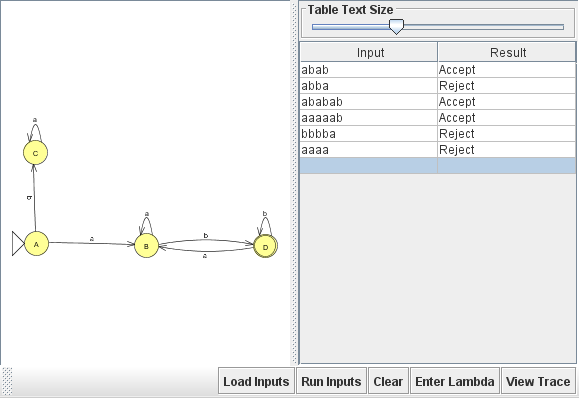 Table Text Size
Input Result
abab Accept
abba Reject
ababab Accept
aaaaab Accept
bbbba Reject
aaaa Reject
a
C
b
A
a
a
B
b
a
b
D
Load Inputs Run Inputs Clear Enter Lambda View Trace